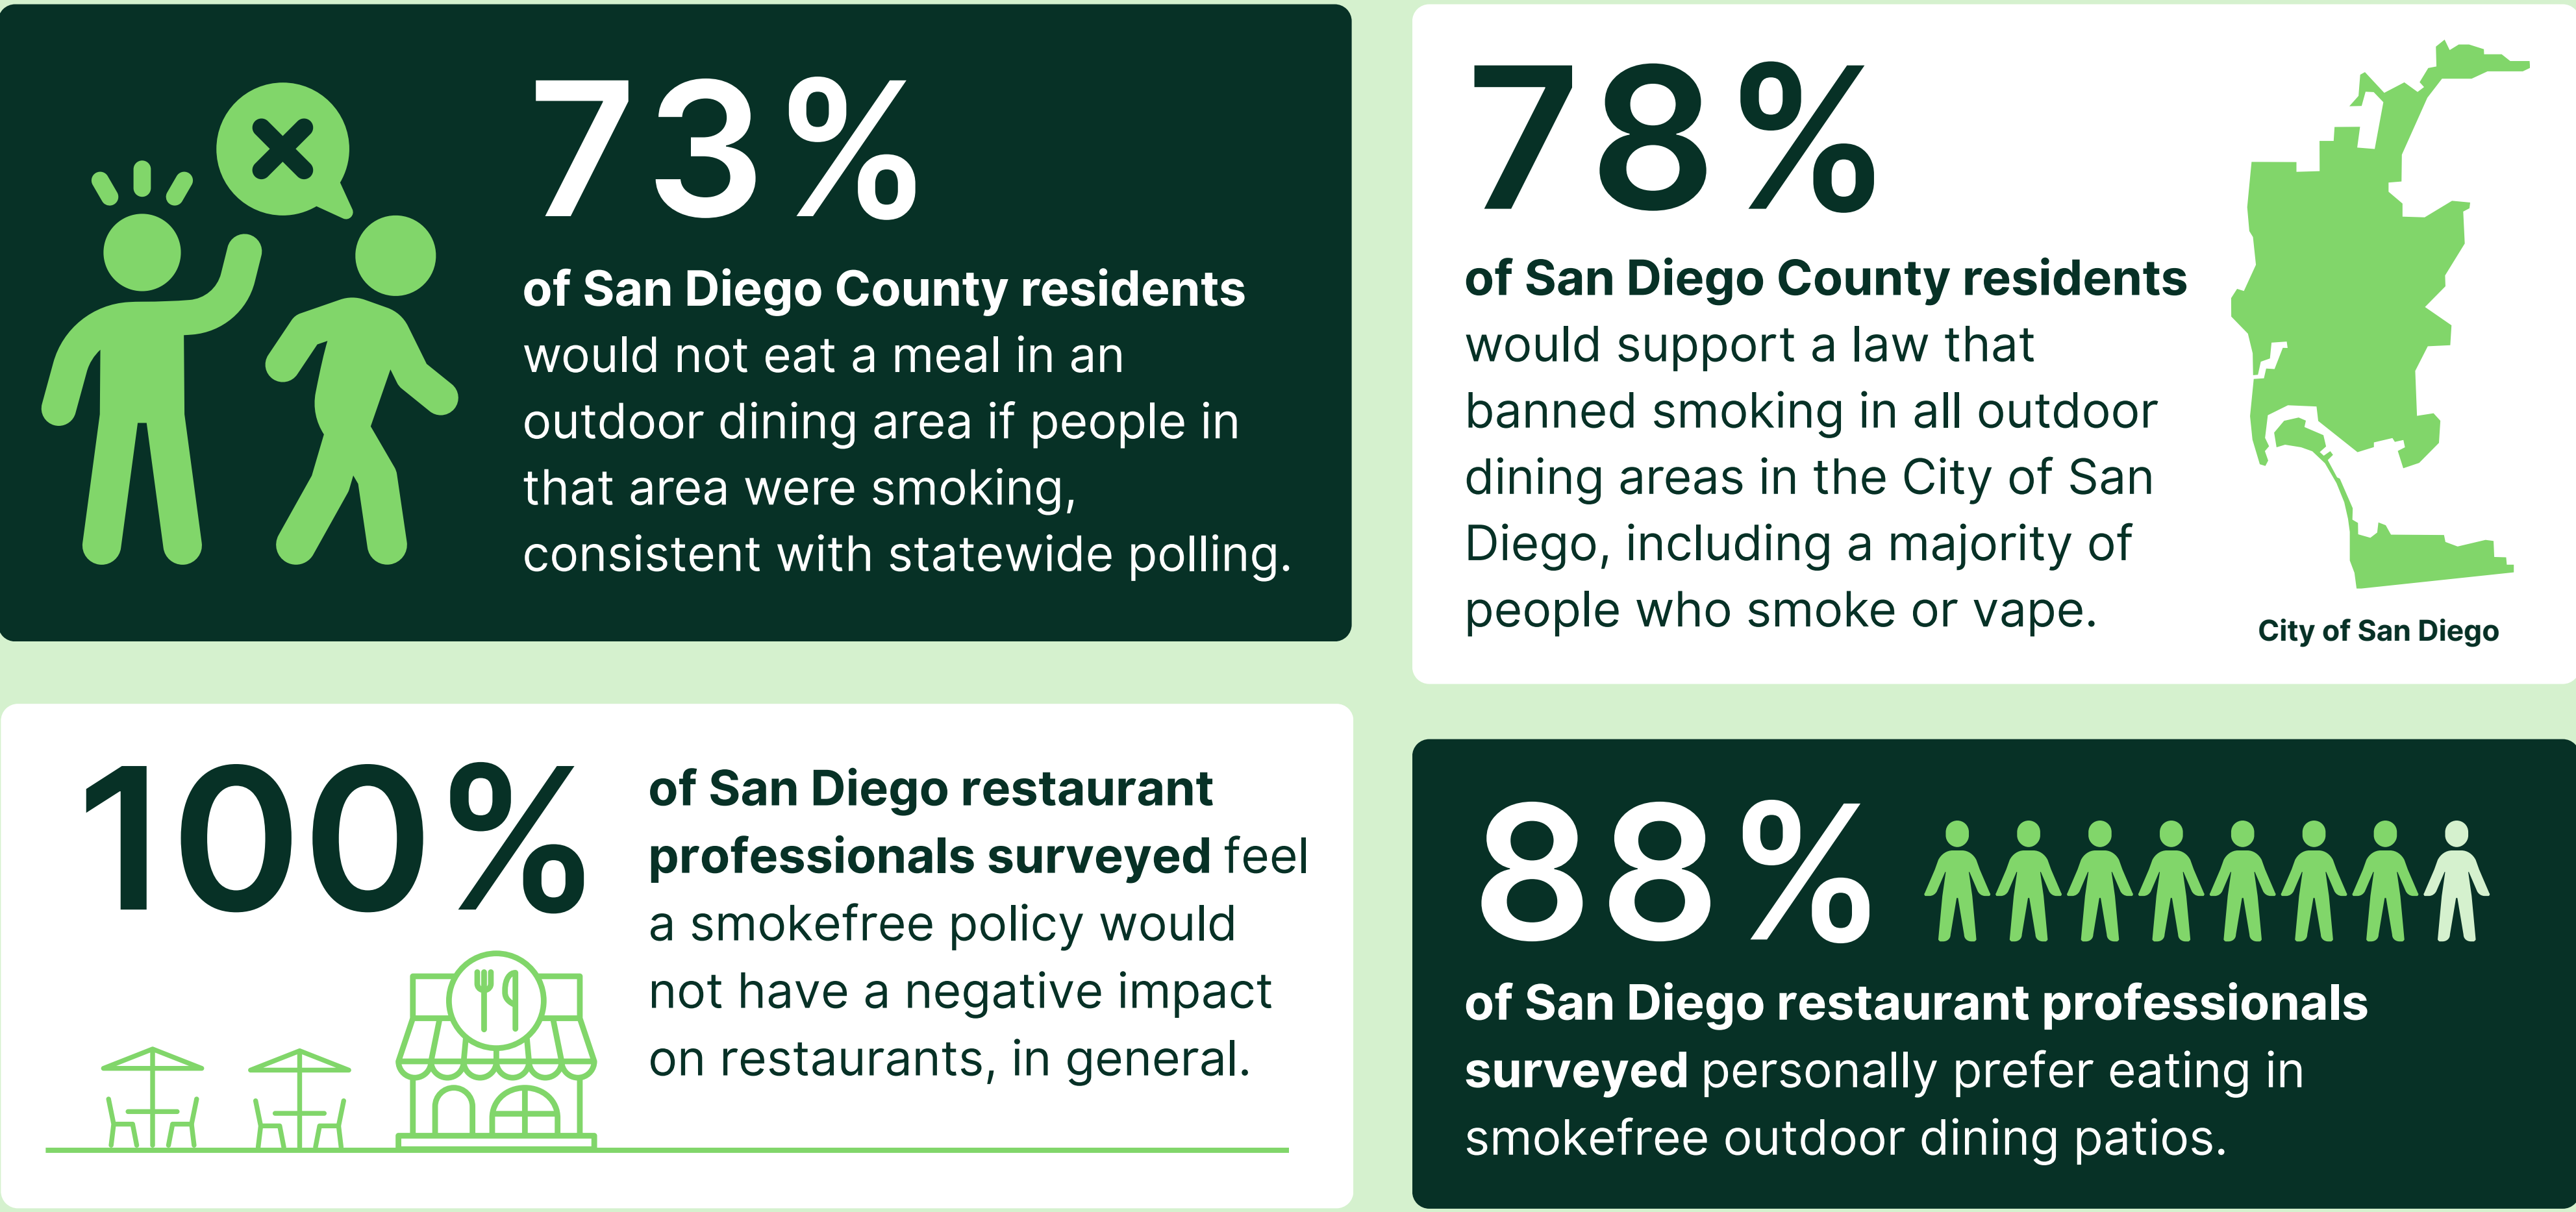 73%
of San Diego County residents
would not eat a meal in an
outdoor dining area if people in
that area were smoking,
consistent with statewide polling.
78%
of San Diego County residents
would support a law that
banned smoking in all outdoor
dining areas in the City of San
Diego, including a majority of
people who smoke or vape.
City of San Diego
100%
of San Diego restaurant
professionals surveyed feel
a smokefree policy would
not have a negative impact
on restaurants, in general.
88%
of San Diego restaurant professionals
surveyed personally prefer eating in
smokefree outdoor dining patios.